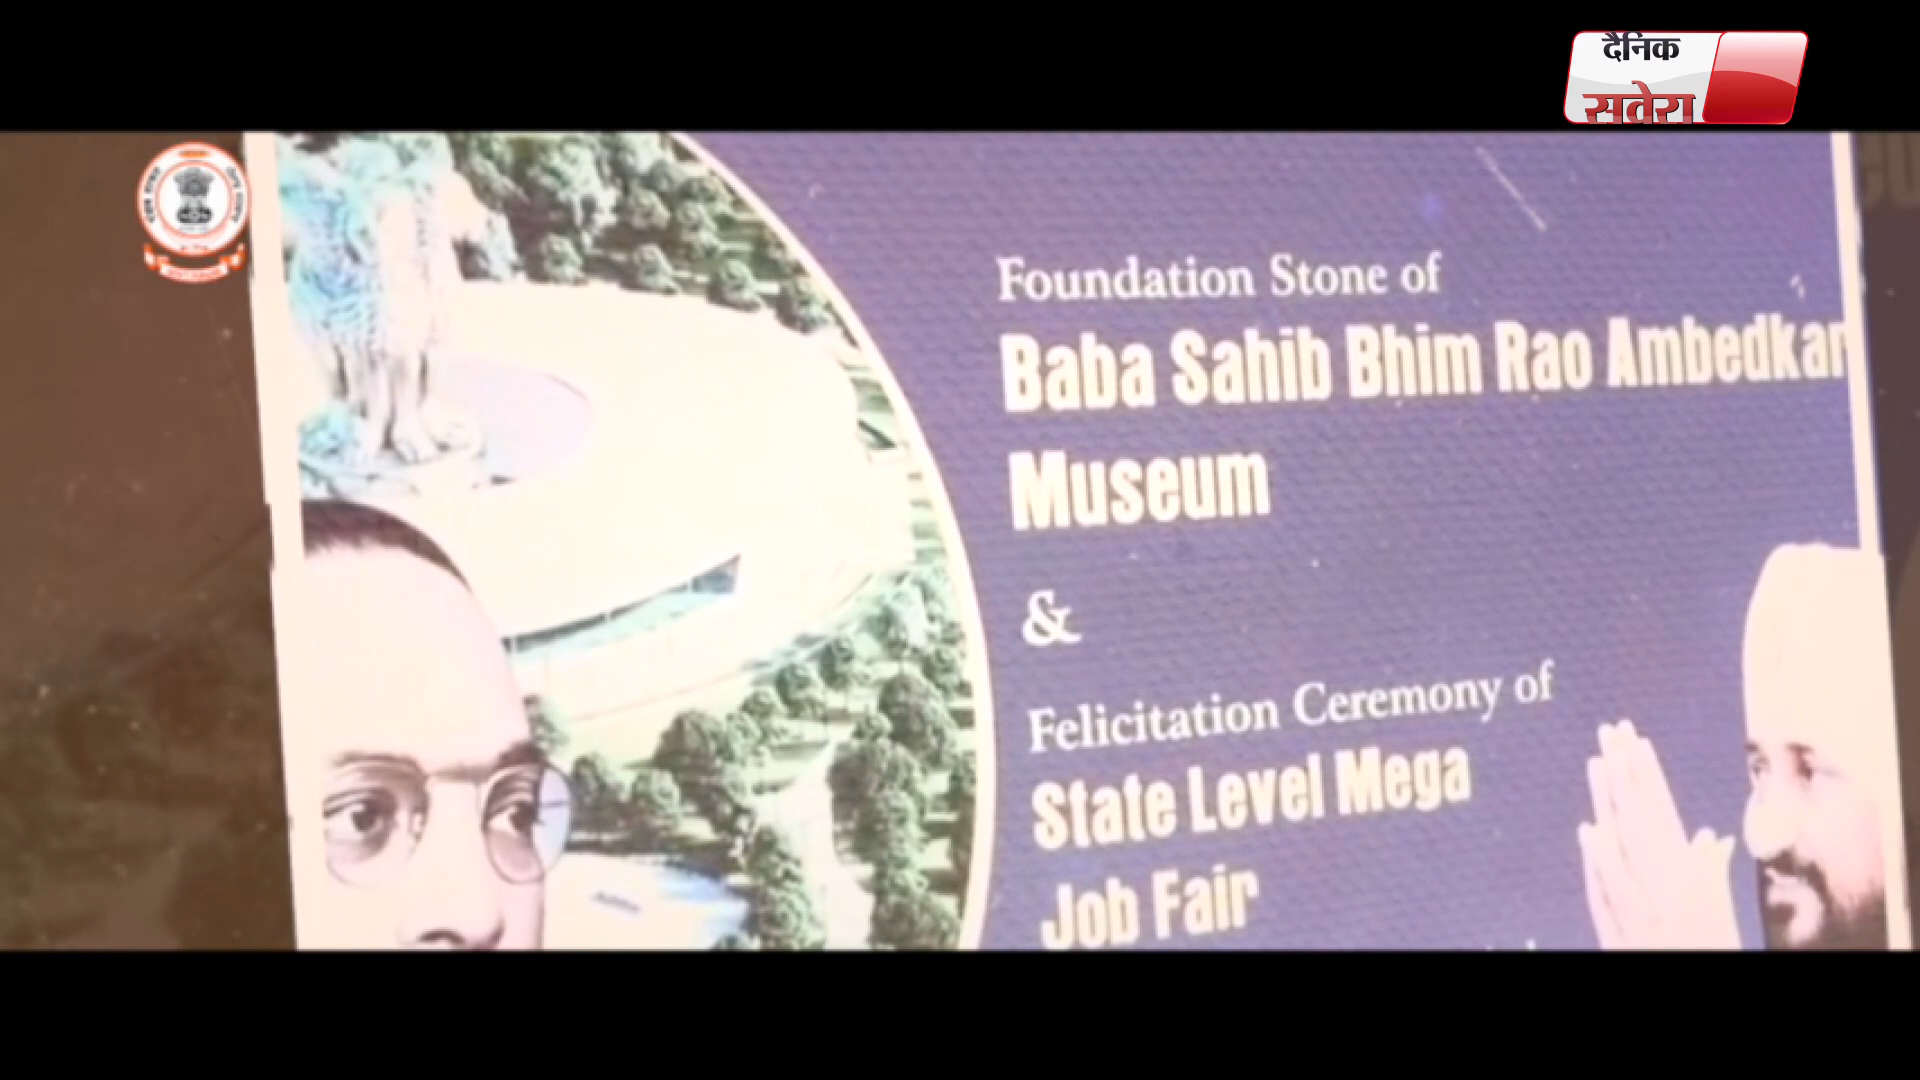 दैनिक
सवेरा
Foundation Stone of
Baba Sahib Bhim Rao Ambedkar
Museum
&
Felicitation Ceremony of
State Level Mega
Job Fair